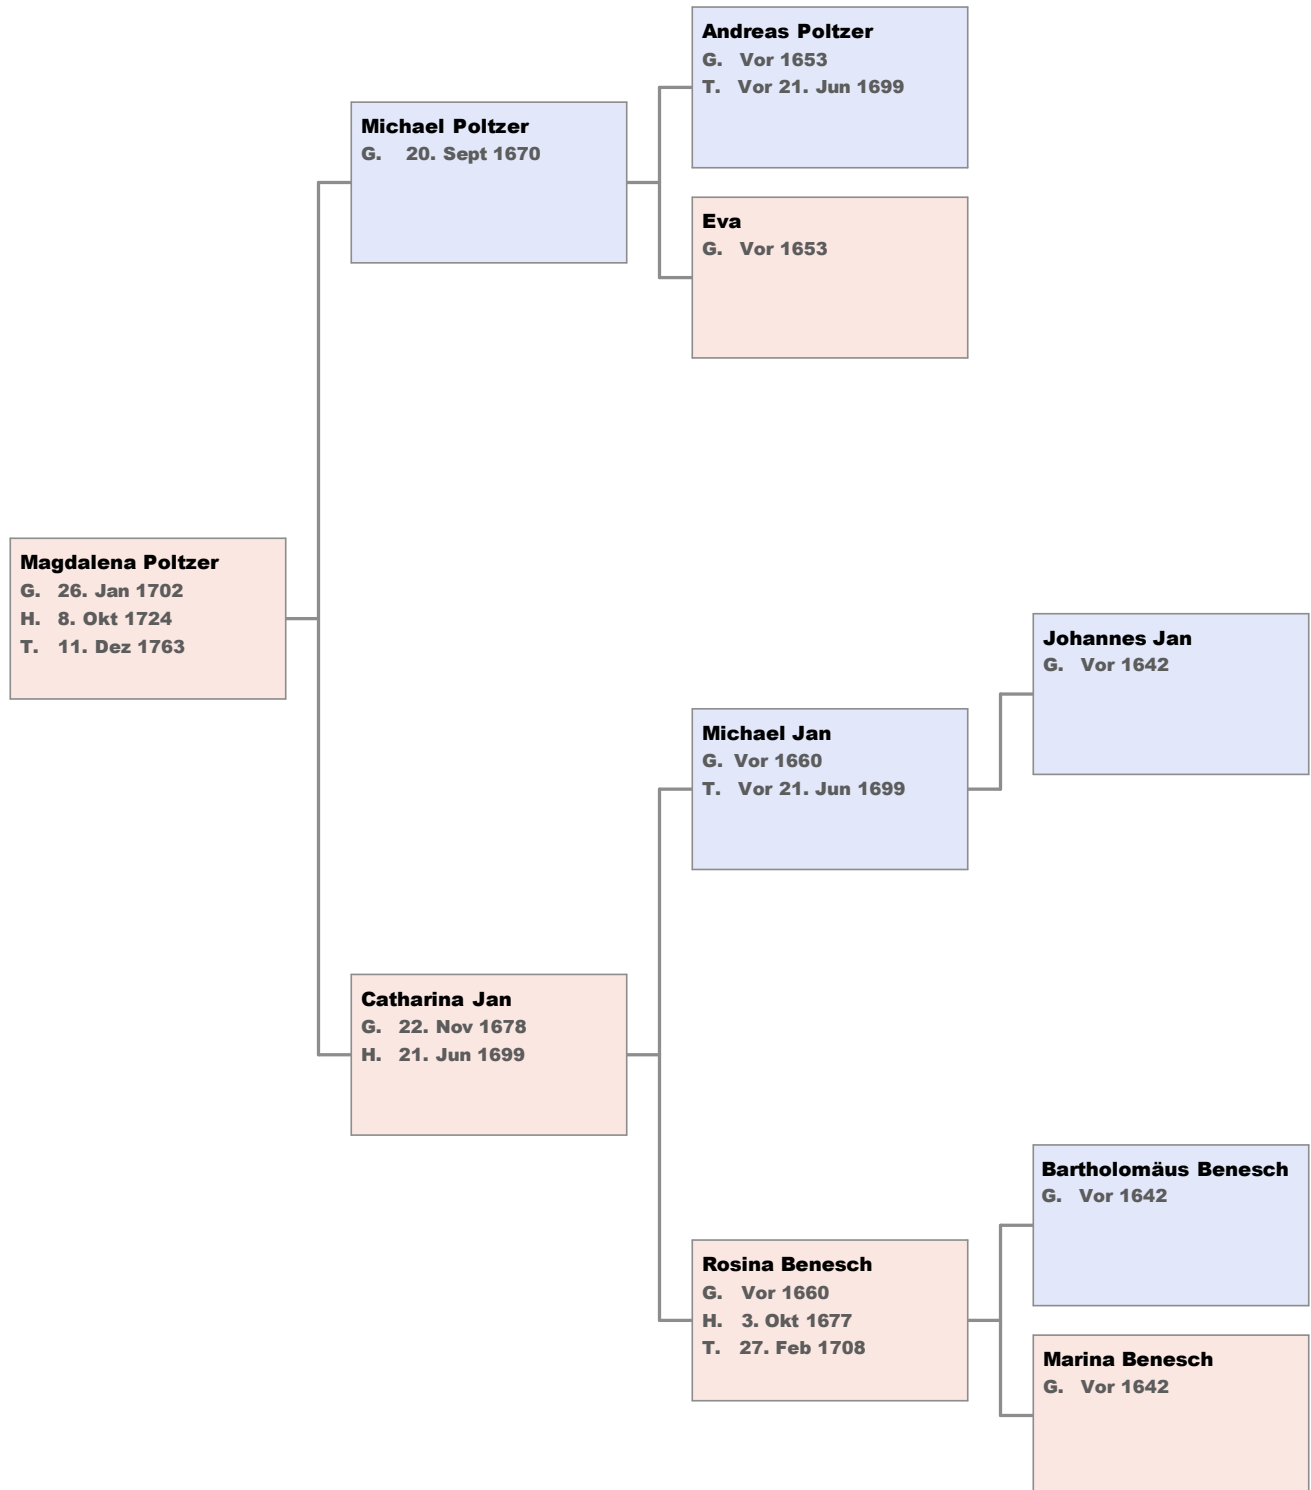 Andreas Poltzer
G. Vor 1653
T. Vor 21. Jun 1699
Michael Poltzer
G. 20. Sept 1670
Eva
G. Vor 1653
Magdalena Poltzer
G. 26. Jan 1702
H. 8. Okt 1724
T. 11. Dez 1763
Johannes Jan
G. Vor 1642
Michael Jan
G. Vor 1660
T. Vor 21. Jun 1699
Catharina Jan
G. 22. Nov 1678
H. 21. Jun 1699
Bartholomäus Benesch
G. Vor 1642
Rosina Benesch
G. Vor 1660
H. 3. Okt 1677
T. 27. Feb 1708
Marina Benesch
G. Vor 1642